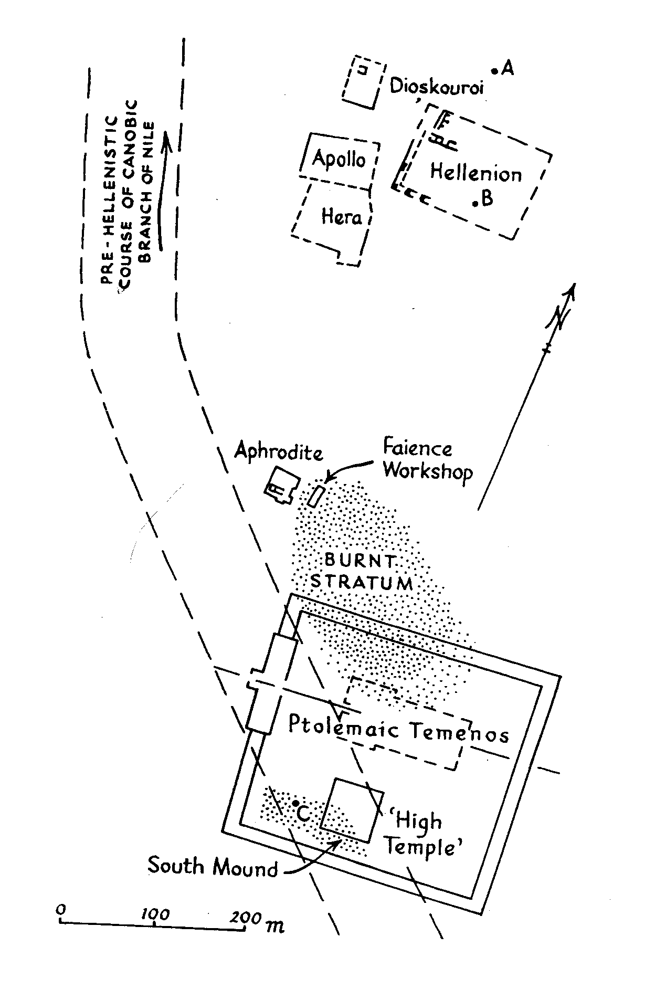 A
Dioskouroi
PRE-HELLENISTIC
COURSE OF CANOBIC
BRANCH OF NILE
Apollo
Hellenion
B
Hera
N
Aphrodite
Faience
Workshop
BURNT
STRATUM
Ptolemaic Temenos
C
'High
Temple'
South Mound
0 100 200 m